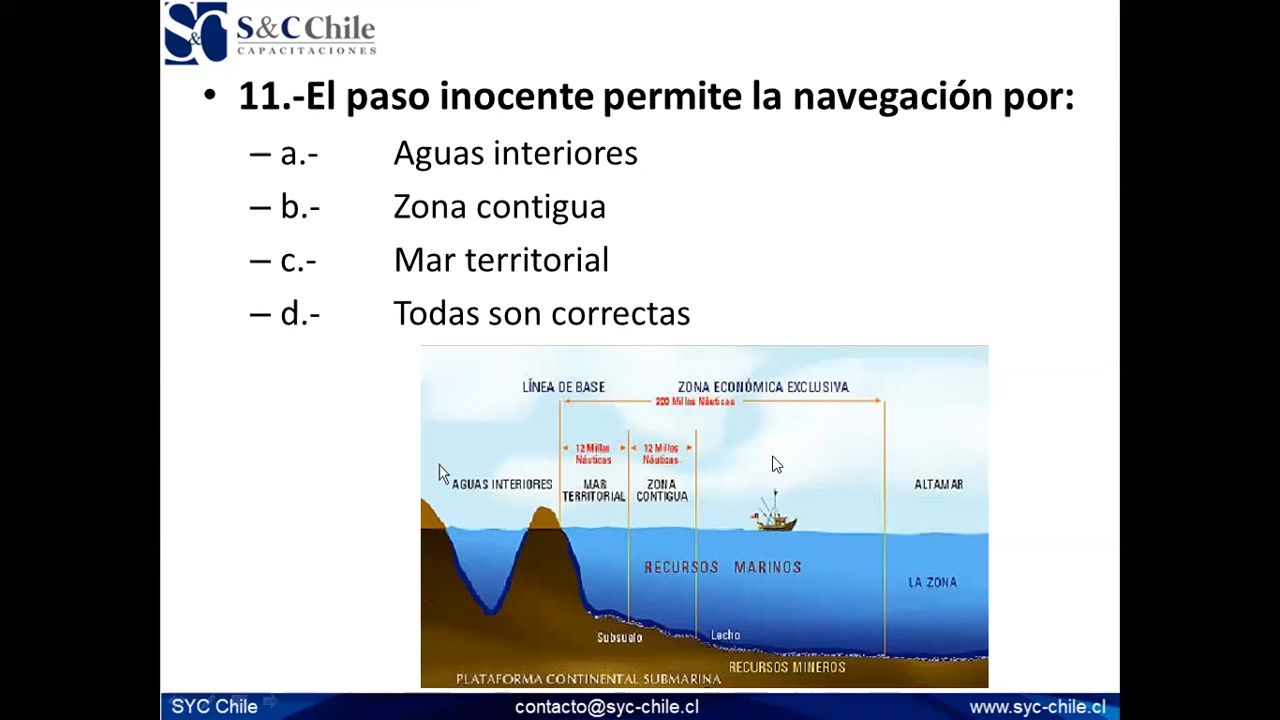 S&C
S&C Chile
CAPACITACIONES
• 11.-El paso inocente permite la navegación por:
– a.- Aguas interiores
– b.- Zona contigua
– c.- Mar territorial
– d.- Todas son correctas
LÍNEA DE BASE ZONA ECONÓMICA EXCLUSIVA
200 Millas Náuticas
12 Millas Náuticas
12 Millas Náuticas
AGUAS INTERIORES
MAR TERRITORIAL
ZONA CONTIGUA
ALTAMAR
RECURSOS MARINOS
LA ZONA
Subsuelo
Lecho
RECURSOS MINEROS
PLATAFORMA CONTINENTAL SUBMARINA
SYC Chile contacto@syc-chile.cl www.syc-chile.cl